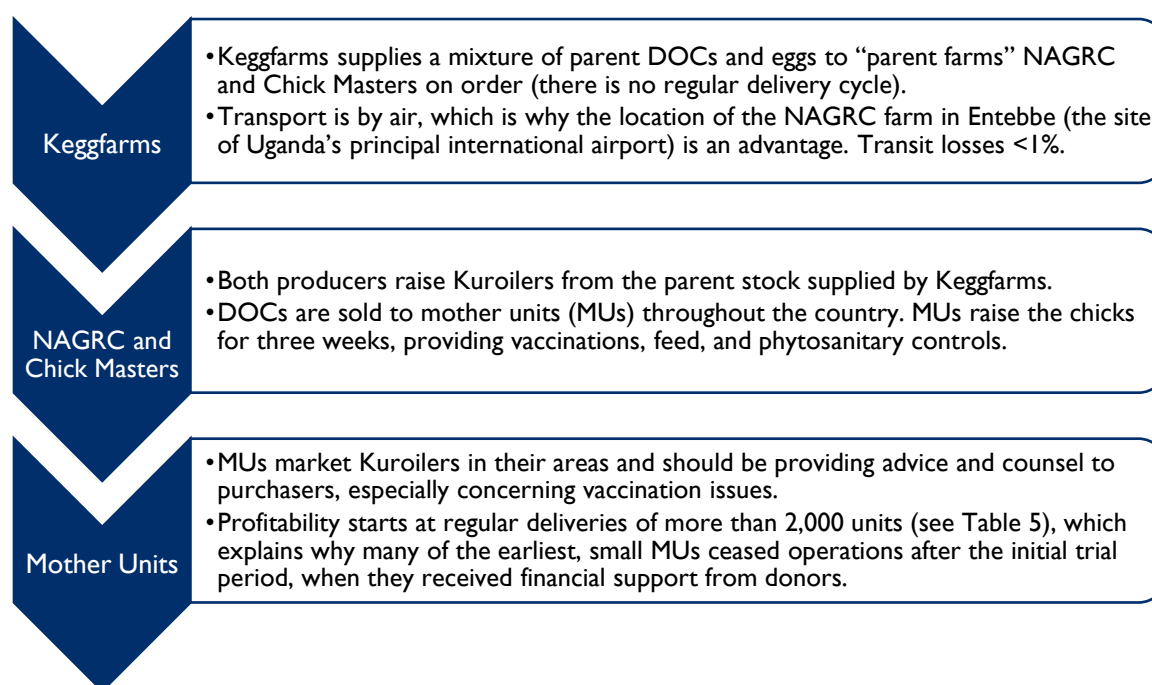 Keggfarms
•Keggfarms supplies a mixture of parent DOCs and eggs to “parent farms” NAGRC
and Chick Masters on order (there is no regular delivery cycle).
•Transport is by air, which is why the location of the NAGRC farm in Entebbe (the site
of Uganda’s principal international airport) is an advantage. Transit losses <1%.
NAGRC and
Chick Masters
•Both producers raise Kuroilers from the parent stock supplied by Keggfarms.
•DOCs are sold to mother units (MUs) throughout the country. MUs raise the chicks
for three weeks, providing vaccinations, feed, and phytosanitary controls.
Mother Units
•MUs market Kuroilers in their areas and should be providing advice and counsel to
purchasers, especially concerning vaccination issues.
•Profitability starts at regular deliveries of more than 2,000 units (see Table 5), which
explains why many of the earliest, small MUs ceased operations after the initial trial
period, when they received financial support from donors.